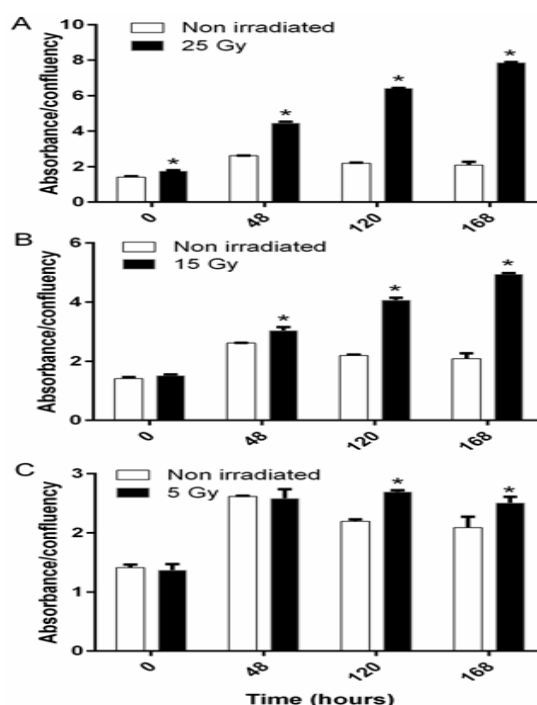 A
Absorbance/confluency
10
8
6
4
2
0
Non irradiated
25 Gy
*
*
*
*
0
48
120
168
B
Absorbance/confluency
6
4
2
0
Non irradiated
15 Gy
*
*
*
0
48
120
168
C
Absorbance/confluency
3
2
1
0
Non irradiated
5 Gy
*
*
0
48
120
168
Time (hours)